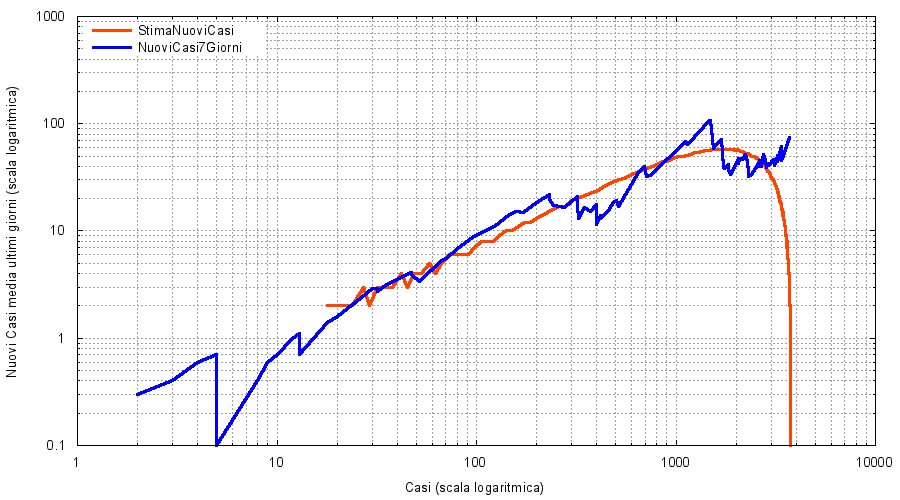 1000
StimaNuoviCasi
NuoviCasi7Giorni
100
10
1
0.1
Nuovi Casi media ultimi giorni (scala logaritmica)
1
10
100
1000
10000
Casi (scala logaritmica)